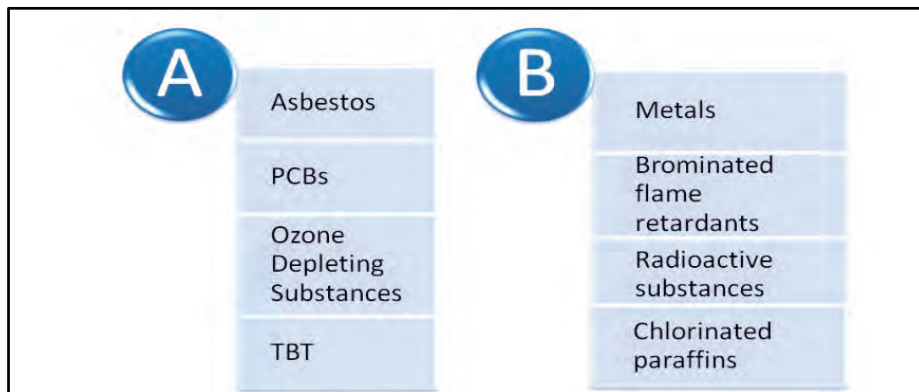 A
Asbestos
PCBs
Ozone
Depleting
Substances
TBT
B
Metals
Brominated
flame
retardants
Radioactive
substances
Chlorinated
paraffins